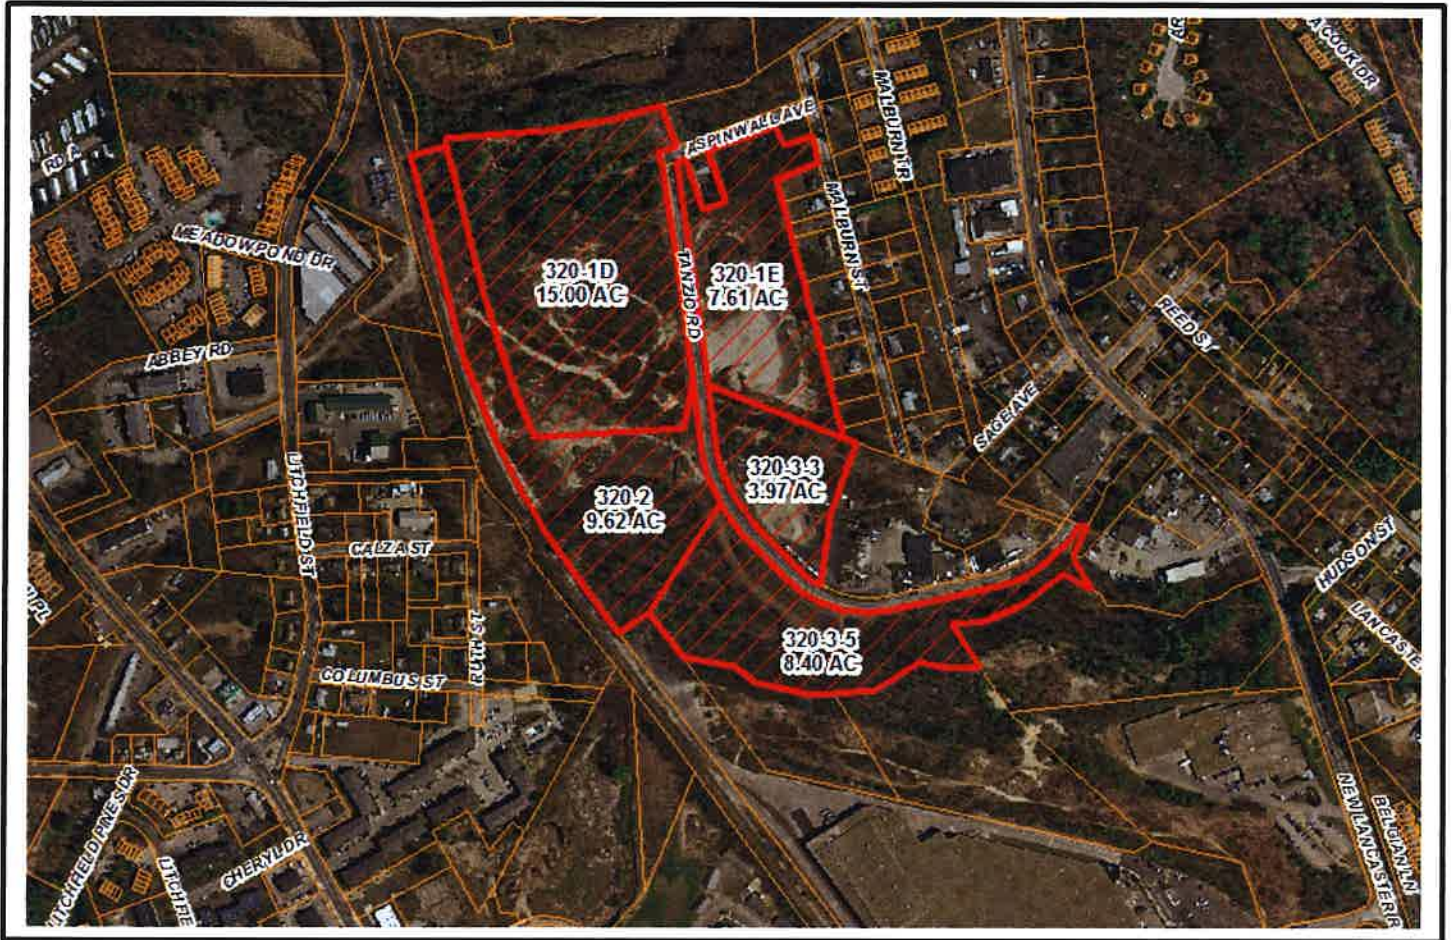 A COOK DR
RD A
ASPINWALL AVE
MALBURN TR
MALBURN ST
MEADOWPOND DR
320-1D
15.00 AC
TANZIO RD
320-1E
7.61 AC
ABBEY RD
REED ST
SAGE AVE
320-3-3
3.97 AC
LITCHFIELD ST
320-2
9.62 AC
CALZA ST
HUDSON ST
RUTH ST
320-3-5
8.40 AC
COLUMBUS ST
LITCHFIELD PINES DR
CHERYL DR
NEW LANCASTER R